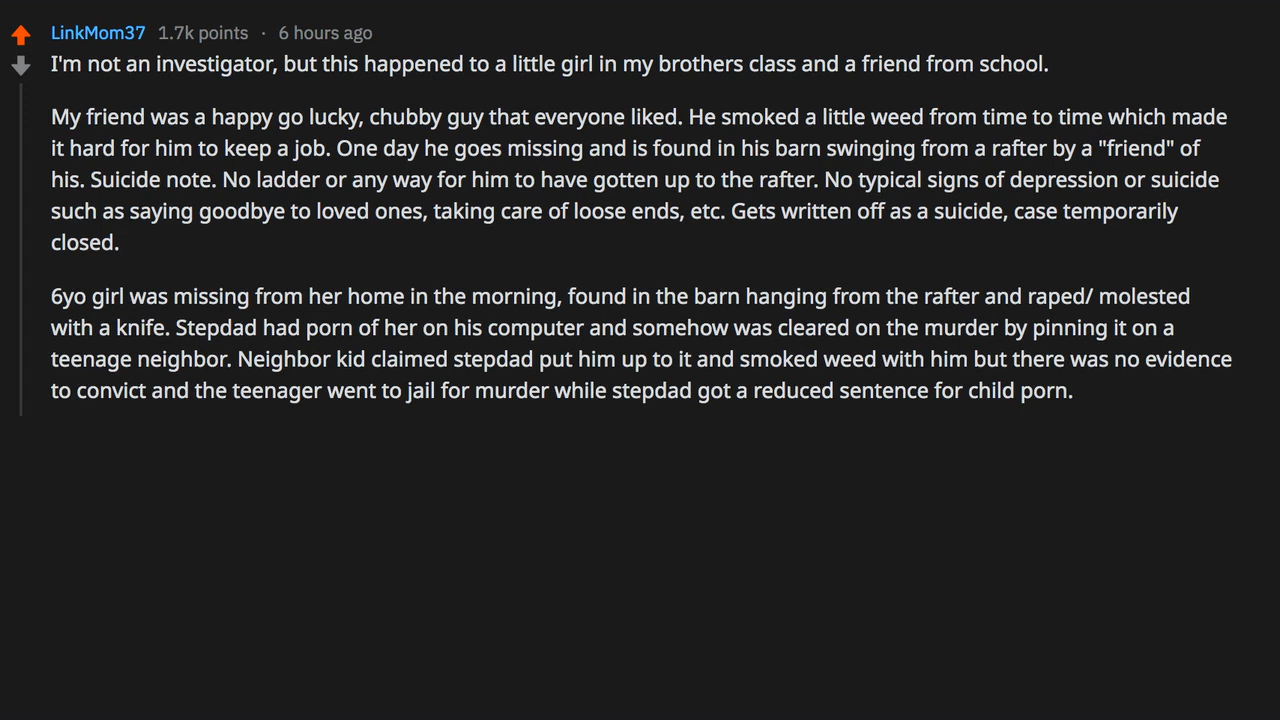 LinkMom37 1.7k points · 6 hours ago
I'm not an investigator, but this happened to a little girl in my brothers class and a friend from school.
My friend was a happy go lucky, chubby guy that everyone liked. He smoked a little weed from time to time which made
it hard for him to keep a job. One day he goes missing and is found in his barn swinging from a rafter by a "friend" of
his. Suicide note. No ladder or any way for him to have gotten up to the rafter. No typical signs of depression or suicide
such as saying goodbye to loved ones, taking care of loose ends, etc. Gets written off as a suicide, case temporarily
closed.
6yo girl was missing from her home in the morning, found in the barn hanging from the rafter and raped/ molested
with a knife. Stepdad had porn of her on his computer and somehow was cleared on the murder by pinning it on a
teenage neighbor. Neighbor kid claimed stepdad put him up to it and smoked weed with him but there was no evidence
to convict and the teenager went to jail for murder while stepdad got a reduced sentence for child porn.